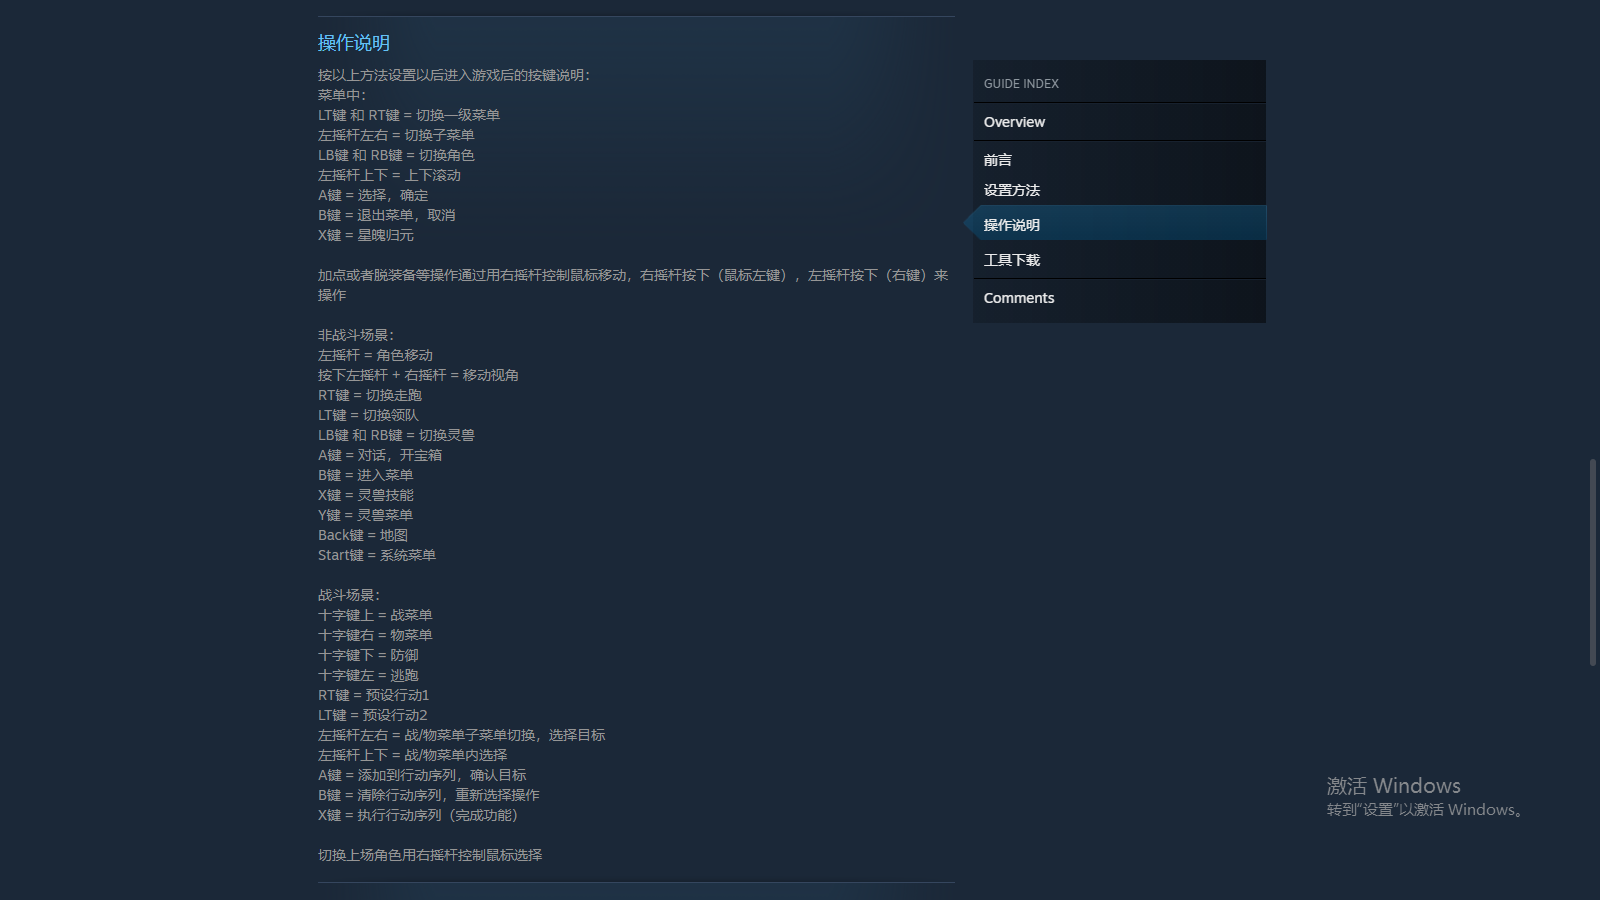 操作说明
按以上方法设置以后进入游戏后的按键说明：
菜单中：
LT键 和 RT键 = 切换一级菜单
左摇杆左右 = 切换子菜单
LB键 和 RB键 = 切换角色
左摇杆上下 = 上下滚动
A键 = 选择，确定
B键 = 退出菜单，取消
X键 = 星魄归元
加点或者脱装备等操作通过用右摇杆控制鼠标移动，右摇杆按下（鼠标左键），左摇杆按下（右键）来
操作
非战斗场景：
左摇杆 = 角色移动
按下左摇杆 + 右摇杆 = 移动视角
RT键 = 切换走跑
LT键 = 切换领队
LB键 和 RB键 = 切换灵兽
A键 = 对话，开宝箱
B键 = 进入菜单
X键 = 灵兽技能
Y键 = 灵兽菜单
Back键 = 地图
Start键 = 系统菜单
战斗场景：
十字键上 = 战菜单
十字键右 = 物菜单
十字键下 = 防御
十字键左 = 逃跑
RT键 = 预设行动1
LT键 = 预设行动2
左摇杆左右 = 战/物菜单子菜单切换，选择目标
左摇杆上下 = 战/物菜单内选择
A键 = 添加到行动序列，确认目标
B键 = 清除行动序列，重新选择操作
X键 = 执行行动序列（完成功能）
切换上场角色用右摇杆控制鼠标选择
GUIDE INDEX
Overview
前言
设置方法
操作说明
工具下载
Comments
激活 Windows
转到“设置”以激活 Windows。